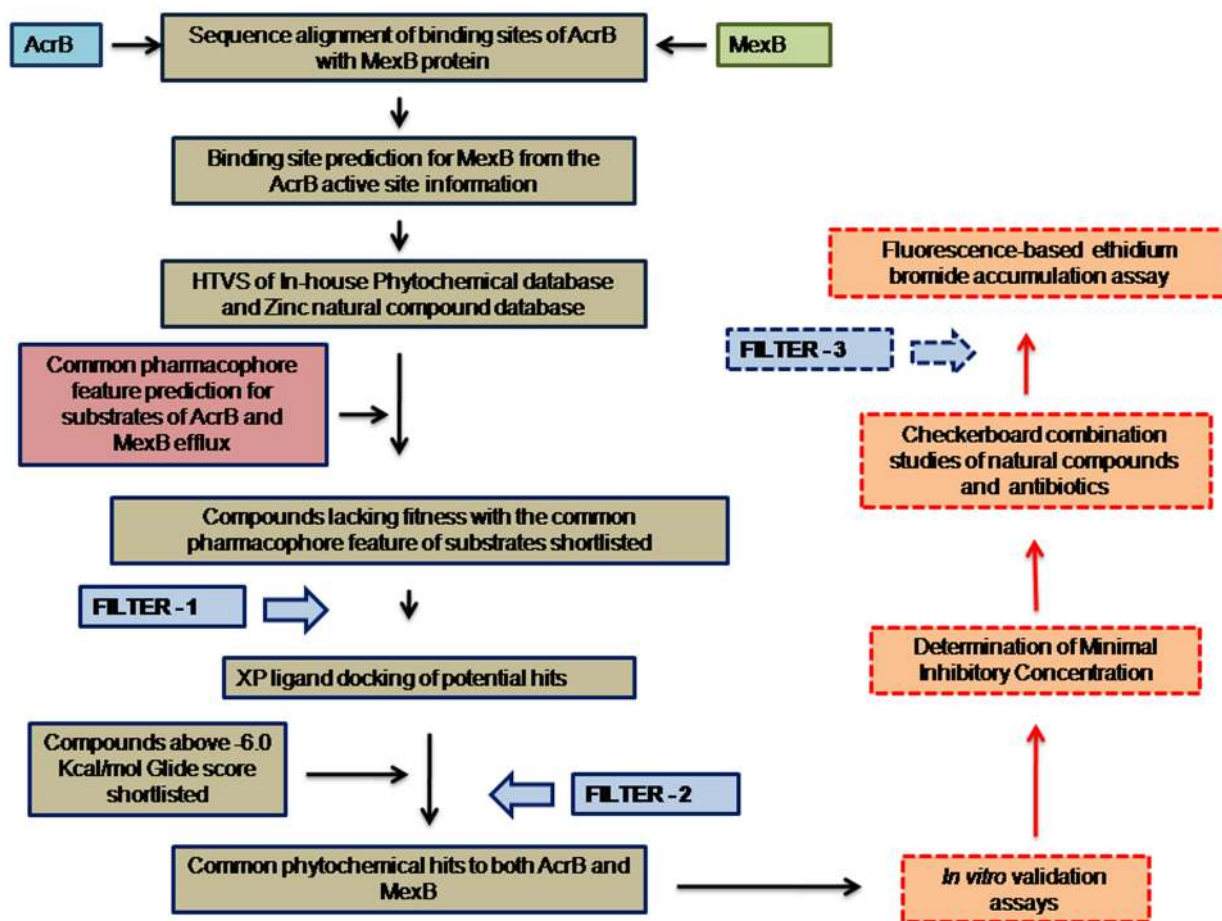 AcrB
Sequence alignment of binding sites of AcrB
with MexB protein
MexB
Binding site prediction for MexB from the
AcrB active site information
HTVS of In-house Phytochemical database
and Zinc natural compound database
Common pharmacophore
feature prediction for
substrates of AcrB and
MexB efflux
Compounds lacking fitness with the common
pharmacophore feature of substrates shortlisted
FILTER - 1
XP ligand docking of potential hits
Compounds above -6.0
Kcal/mol Glide score
shortlisted
FILTER - 2
Common phytochemical hits to both AcrB and
MexB
In vitro validation
assays
Determination of Minimal
Inhibitory Concentration
Checkerboard combination
studies of natural compounds
and antibiotics
FILTER - 3
Fluorescence-based ethidium
bromide accumulation assay